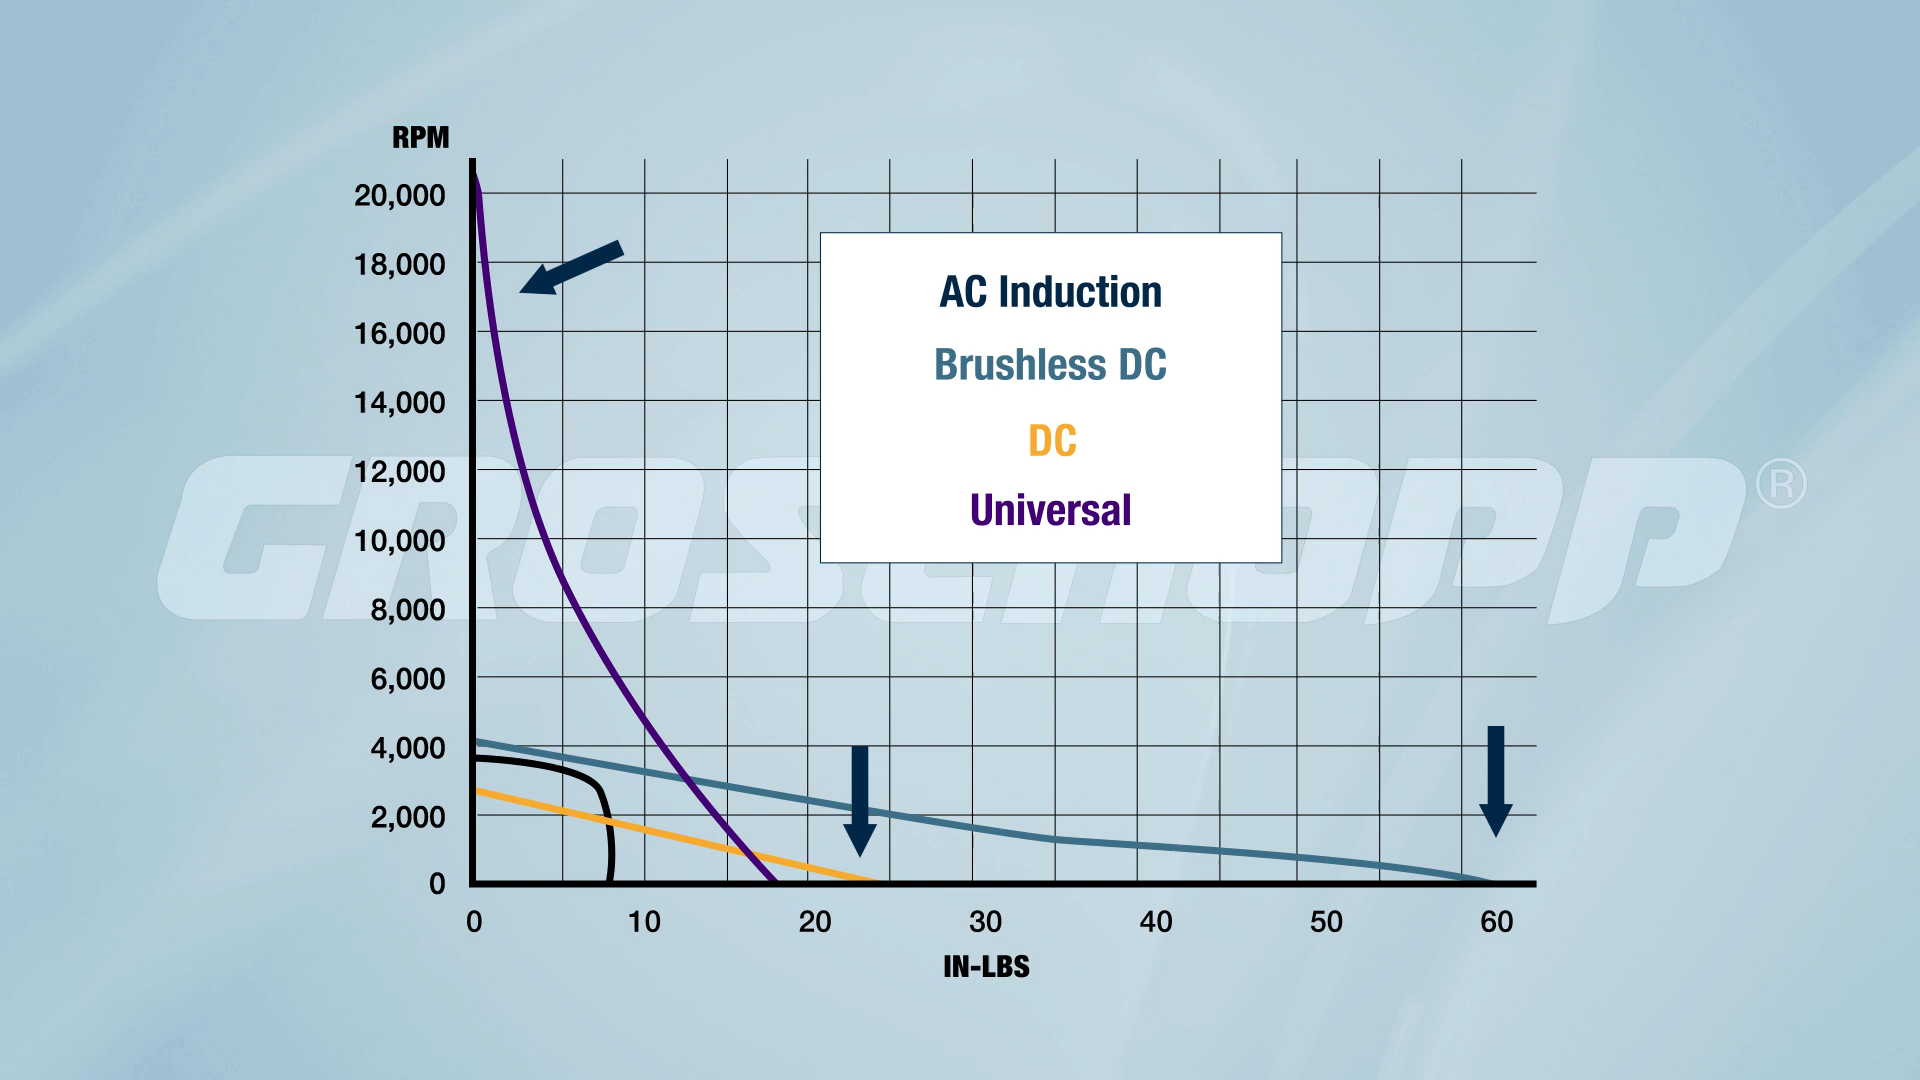 RPM
20,000
18,000
16,000
14,000
12,000
10,000
8,000
6,000
4,000
2,000
0
AC Induction
Brushless DC
DC
Universal
GROSCHOPP®
0 10 20 30 40 50 60
IN-LBS